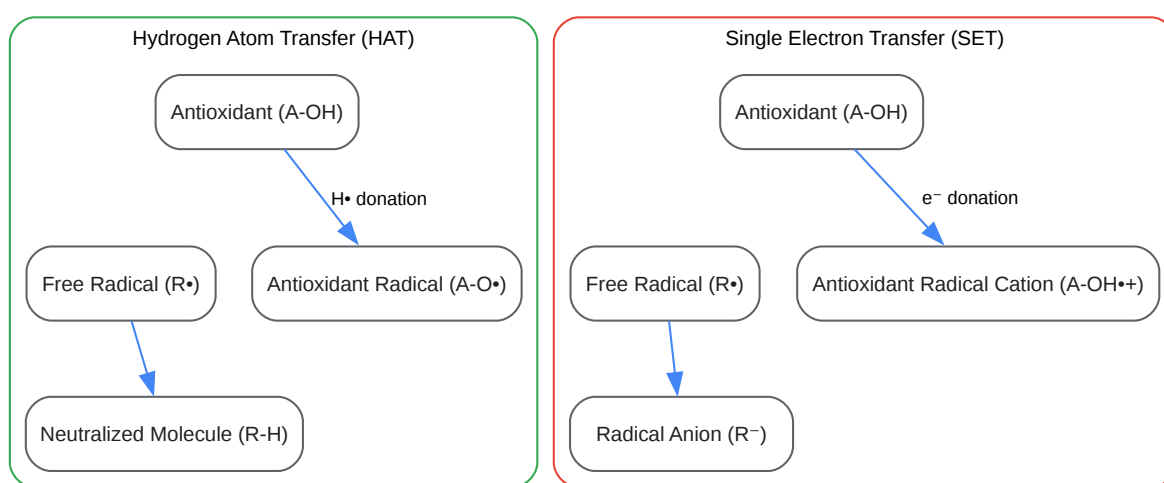 Hydrogen Atom Transfer (HAT)
Antioxidant (A-OH)
H• donation
Free Radical (R•)
Antioxidant Radical (A-O•)
Neutralized Molecule (R-H)
Single Electron Transfer (SET)
Antioxidant (A-OH)
e⁻ donation
Free Radical (R•)
Antioxidant Radical Cation (A-OH•+)
Radical Anion (R⁻)